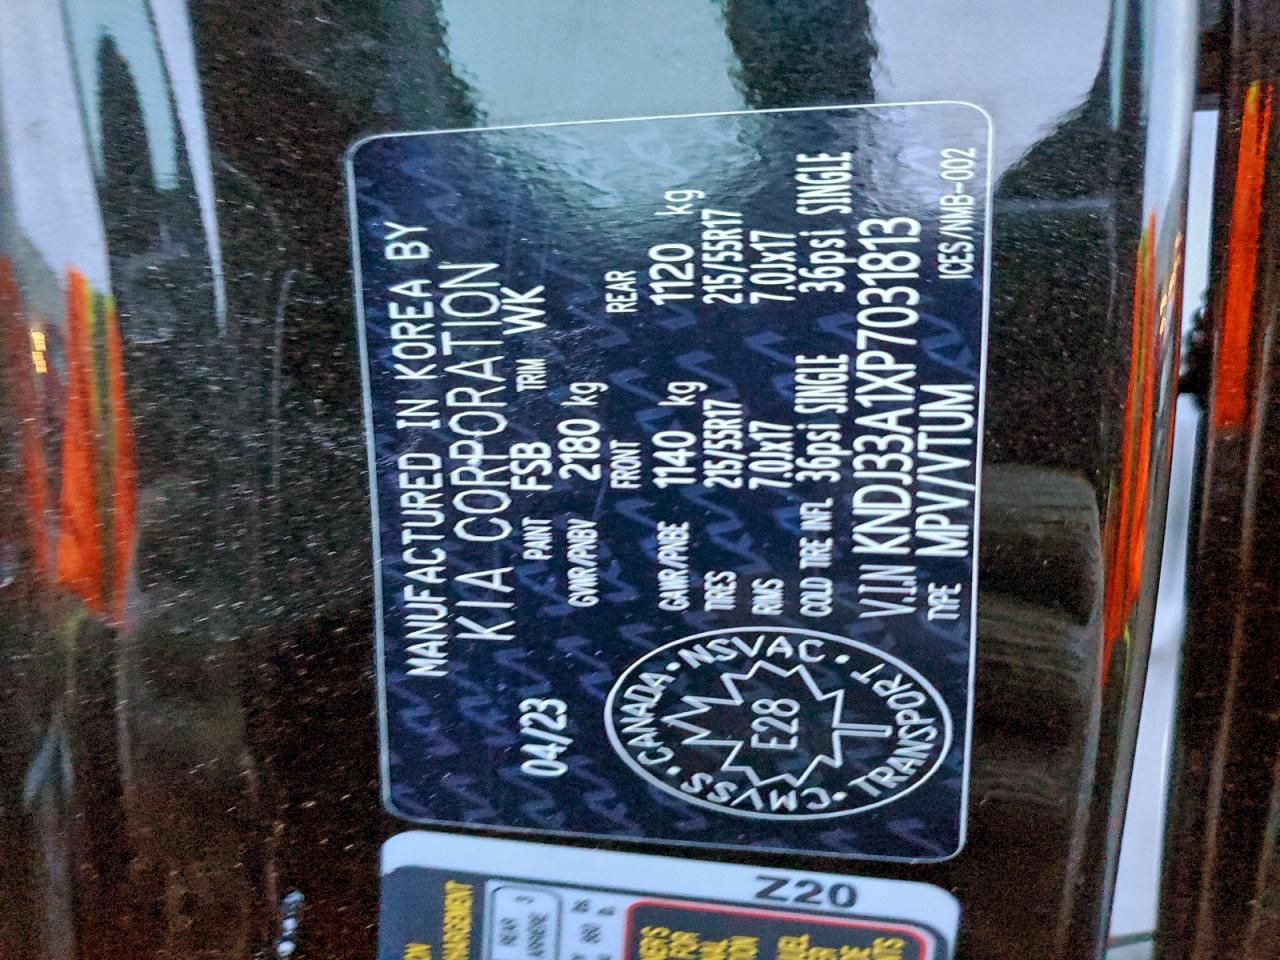 MANUFACTURED IN KOREA BY
KIA CORPORATION
04/23 PAINT FSB TRIM WK
GVWR/PNBV 2180 kg
FRONT REAR
GAWR/PNBE 1140 kg 1120 kg
TIRES 215/55R17 215/55R17
RIMS 7.0Jx17 7.0Jx17
COLD TIRE INFL 36psi SINGLE 36psi SINGLE
V.I.N KNDJ33A1XP7031813
TYPE MPV/VTUM ICES/NMB-002
CANADA • NSVAC • TRANSPORT • CMVSS •
E28
Z20
REAR